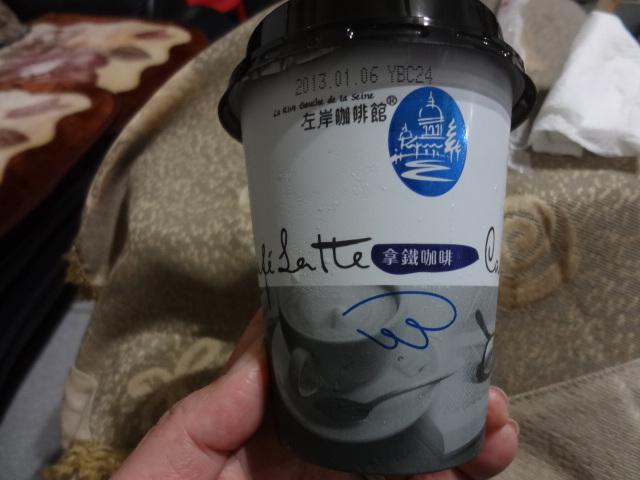 2013.01.06 YBC24
La Rive Gauche de la Seine
左岸咖啡館®
Café Latte 拿鐵咖啡 Ca